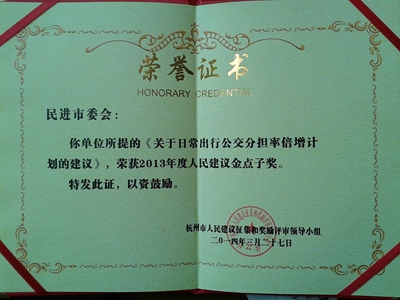 荣誉证书
HONORARY CREDENTIAL
民进市委会：
你单位所提的《关于日常出行公交分担率倍增计
划的建议》，荣获2013年度人民建议金点子奖。
特发此证，以资鼓励。
杭州市人民建议征集和奖励评审领导小组
二〇一四年三月二十七日